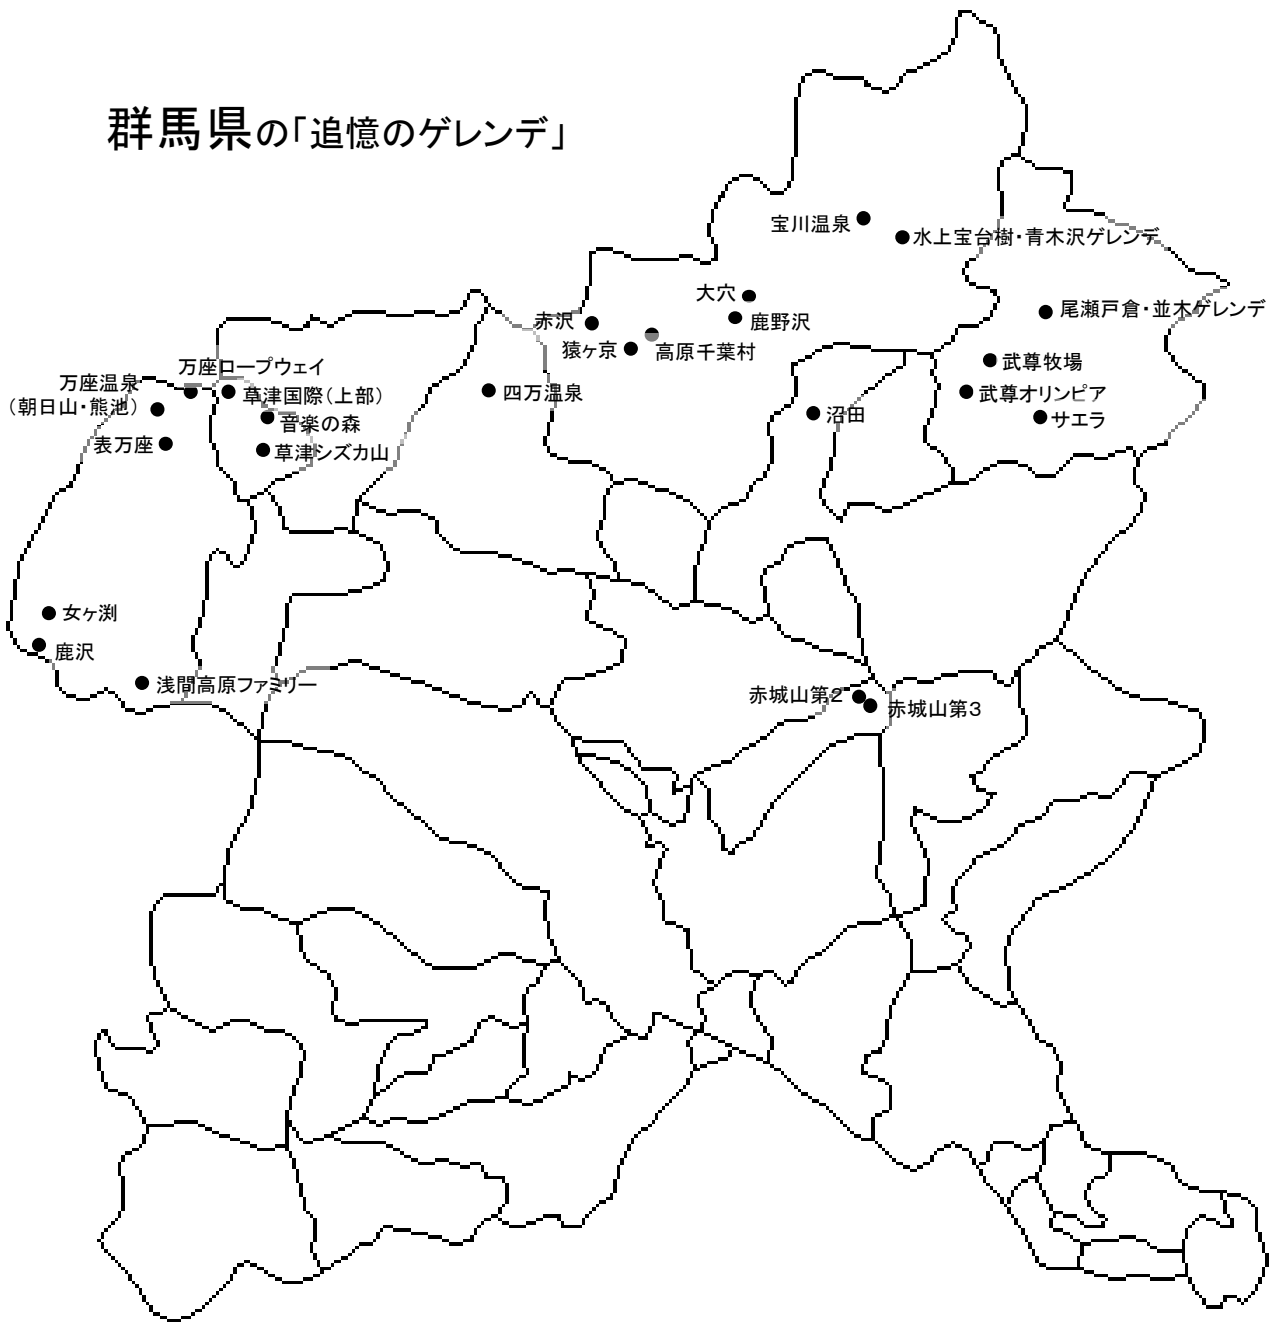 群馬県の「追憶のゲレンデ」
宝川温泉
水上宝台樹・青木沢ゲレンデ
大穴
尾瀬戸倉・並木ゲレンデ
赤沢
鹿野沢
猿ヶ京
高原千葉村
武尊牧場
万座ロープウェイ
万座温泉
(朝日山・熊池)
草津国際(上部)
四万温泉
武尊オリンピア
音楽の森
沼田
サエラ
表万座
草津シズカ山
女ヶ渕
鹿沢
浅間高原ファミリー
赤城山第2
赤城山第3